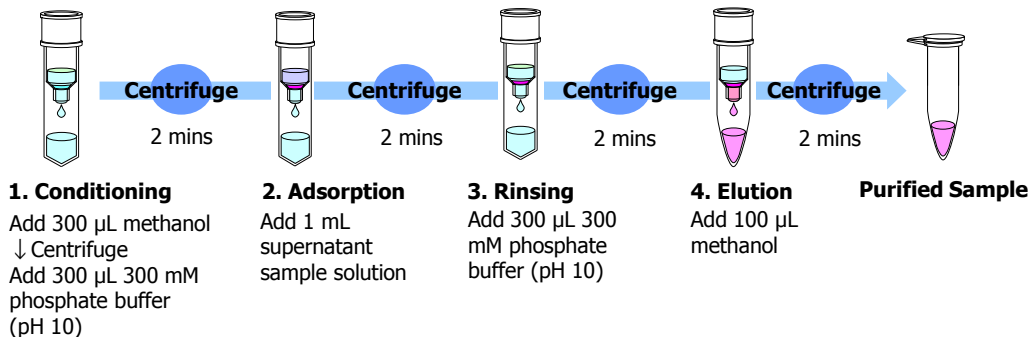 Centrifuge
Centrifuge
Centrifuge
Centrifuge
2 mins
2 mins
2 mins
2 mins
1. Conditioning
Add 300 µL methanol
↓ Centrifuge
Add 300 µL 300 mM
phosphate buffer
(pH 10)
2. Adsorption
Add 1 mL
supernatant
sample solution
3. Rinsing
Add 300 µL 300
mM phosphate
buffer (pH 10)
4. Elution
Add 100 µL
methanol
Purified Sample